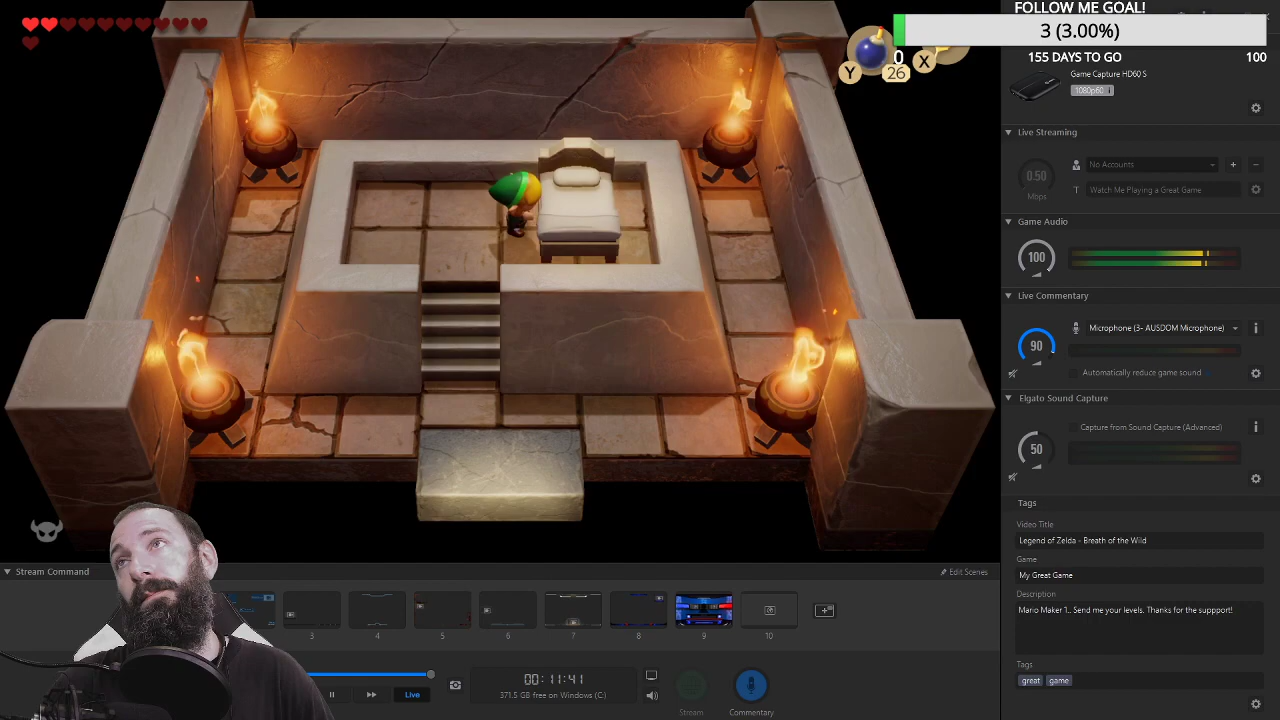 FOLLOW ME GOAL!
3 (3.00%)
0
155 DAYS TO GO
100
Y
26
X
Game Capture HD60 S
1080p60 i
Live Streaming
0.50
Mbps
No Accounts
T
Watch Me Playing a Great Game
Game Audio
100
Live Commentary
90
Microphone (3- AUSDOM Microphone)
i
Automatically reduce game sound
Elgato Sound Capture
50
Capture from Sound Capture (Advanced)
i
Tags
Video Title
Legend of Zelda - Breath of the Wild
Game
My Great Game
Description
Mario Maker 1. Send me your levels. Thanks for the suppport!
Tags
great game
Stream Command
Edit Scenes
3 4 5 6 7 8 9 10
Live
00:11:41
371.5 GB free on Windows (C:)
Stream
Commentary